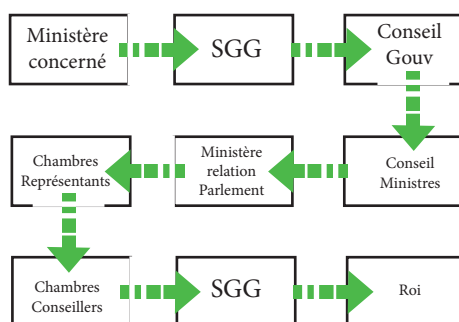 Ministère
concerné
SGG
Conseil
Gouv
Chambres
Représentants
Ministère
relation
Parlement
Conseil
Ministres
Chambres
Conseillers
SGG
Roi